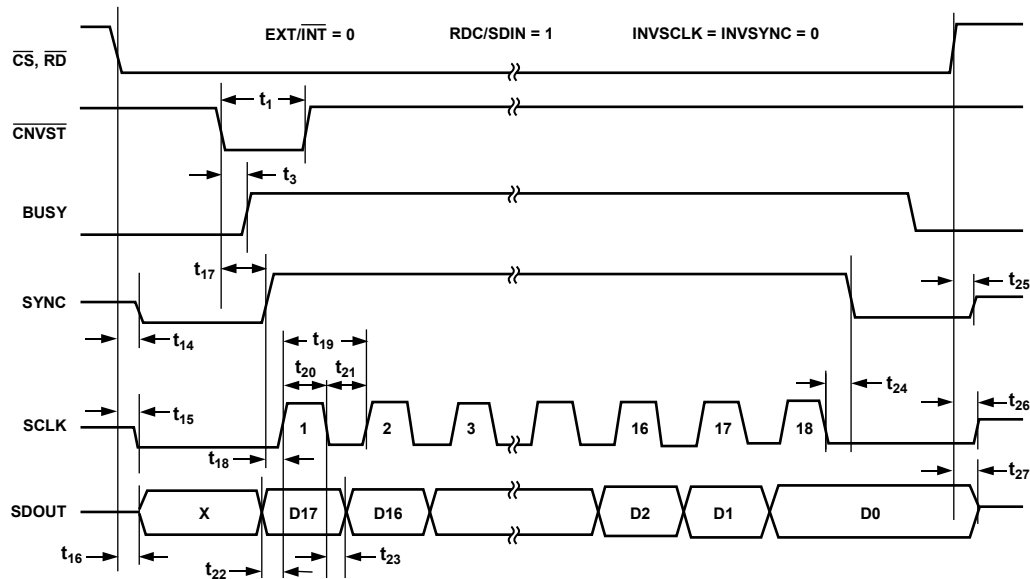 EXT/INT = 0 RDC/SDIN = 1 INVSCLK = INVSYNC = 0
CS, RD
t1
CNVST
t3
BUSY
t17
SYNC
t25
t14
t19
t20 t21
t24
t15
t26
SCLK
1 2 3 16 17 18
t18
t27
SDOUT
X D17 D16 D2 D1 D0
t16
t22
t23